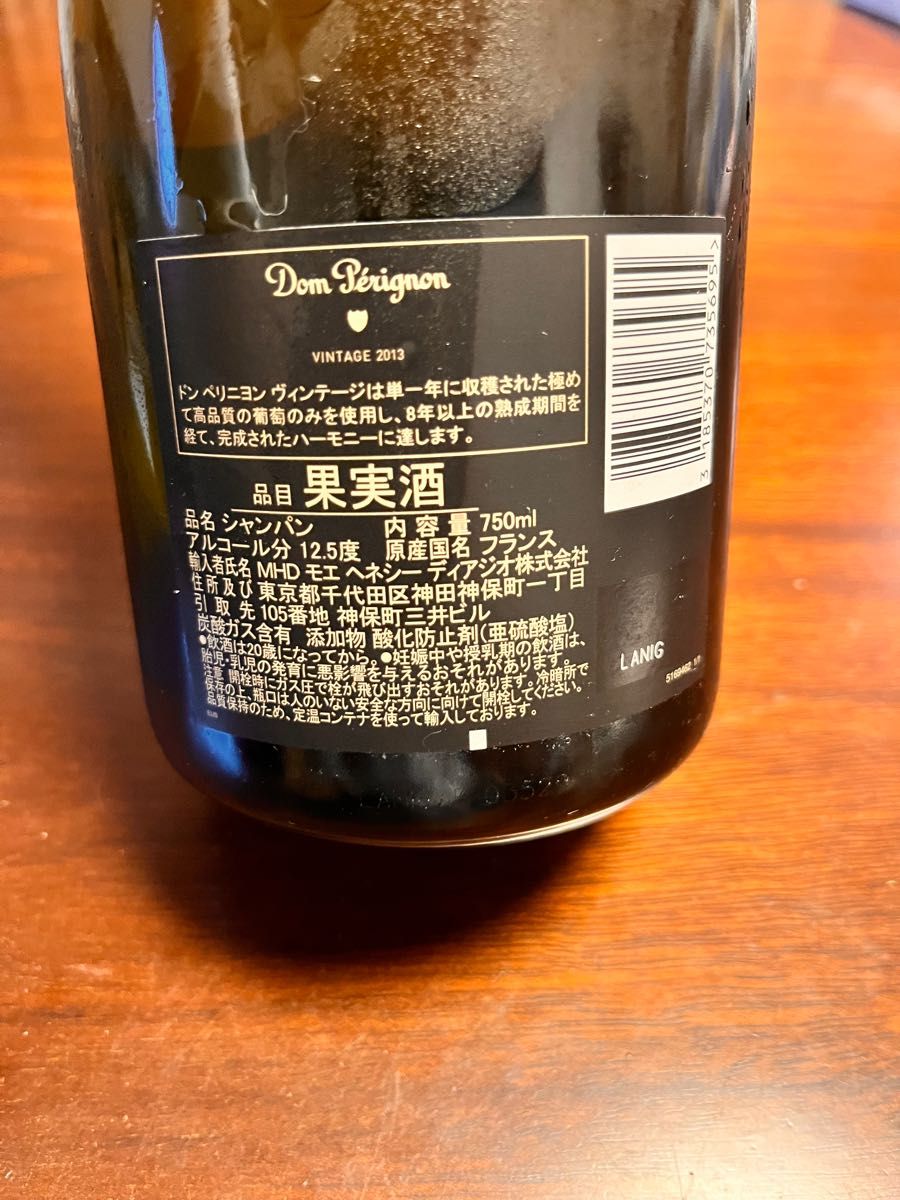 Dom Pérignon
VINTAGE 2013
ドン ペリニヨン ヴィンテージは単一年に収穫された極め
て高品質の葡萄のみを使用し、8年以上の熟成期間を
経て、完成されたハーモニーに達します。
品目 果実酒
品名 シャンパン 内容量 750ml
アルコール分 12.5度 原産国名 フランス
輸入者氏名 MHD モエ ヘネシー ディアジオ株式会社
住所及び 東京都千代田区神田神保町一丁目
引取先 105番地 神保町三井ビル
炭酸ガス含有 添加物 酸化防止剤(亜硫酸塩)
●飲酒は20歳になってから。●妊娠中や授乳期の飲酒は、
胎児・乳児の発育に悪影響を与えるおそれがあります。
注意 開栓時にガス圧で栓が飛び出すおそれがあります。冷暗所で
保存の上、瓶口は人のいない安全な方向に向けて開栓してください。
品質保持のため、定温コンテナを使って輸入しております。
3 185370 735695 >
LANIG
5169462 1/1